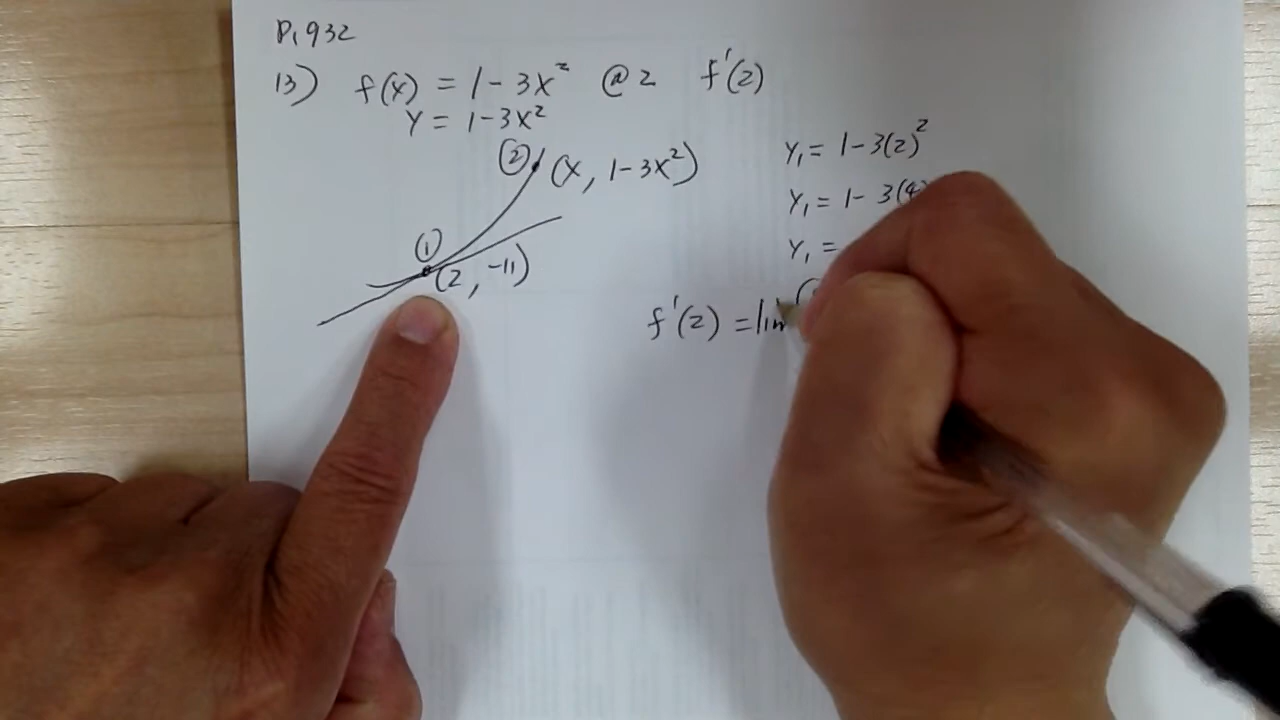 P. 932
13) f(x) = 1 - 3x² @ 2 f'(2)
Y = 1 - 3x²
② (x, 1 - 3x²)
① (2, -11)
Y₁ = 1 - 3(2)²
Y₁ = 1 - 3(4
Y₁ =
f'(2) = lim (